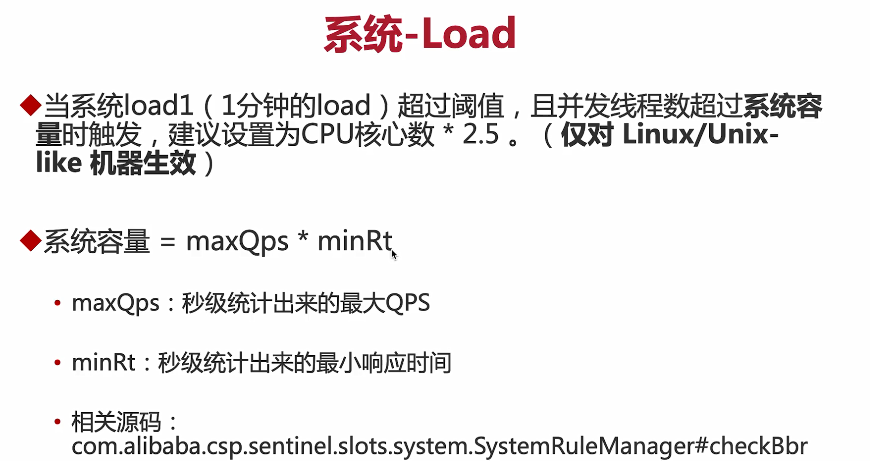 系统-Load
◆当系统load1（1分钟的load）超过阈值，且并发线程数超过系统容
量时触发，建议设置为CPU核心数 * 2.5 。（仅对 Linux/Unix-
like 机器生效）
◆系统容量 = maxQps * minRt
• maxQps：秒级统计出来的最大QPS
• minRt：秒级统计出来的最小响应时间
• 相关源码：
com.alibaba.csp.sentinel.slots.system.SystemRuleManager#checkBbr